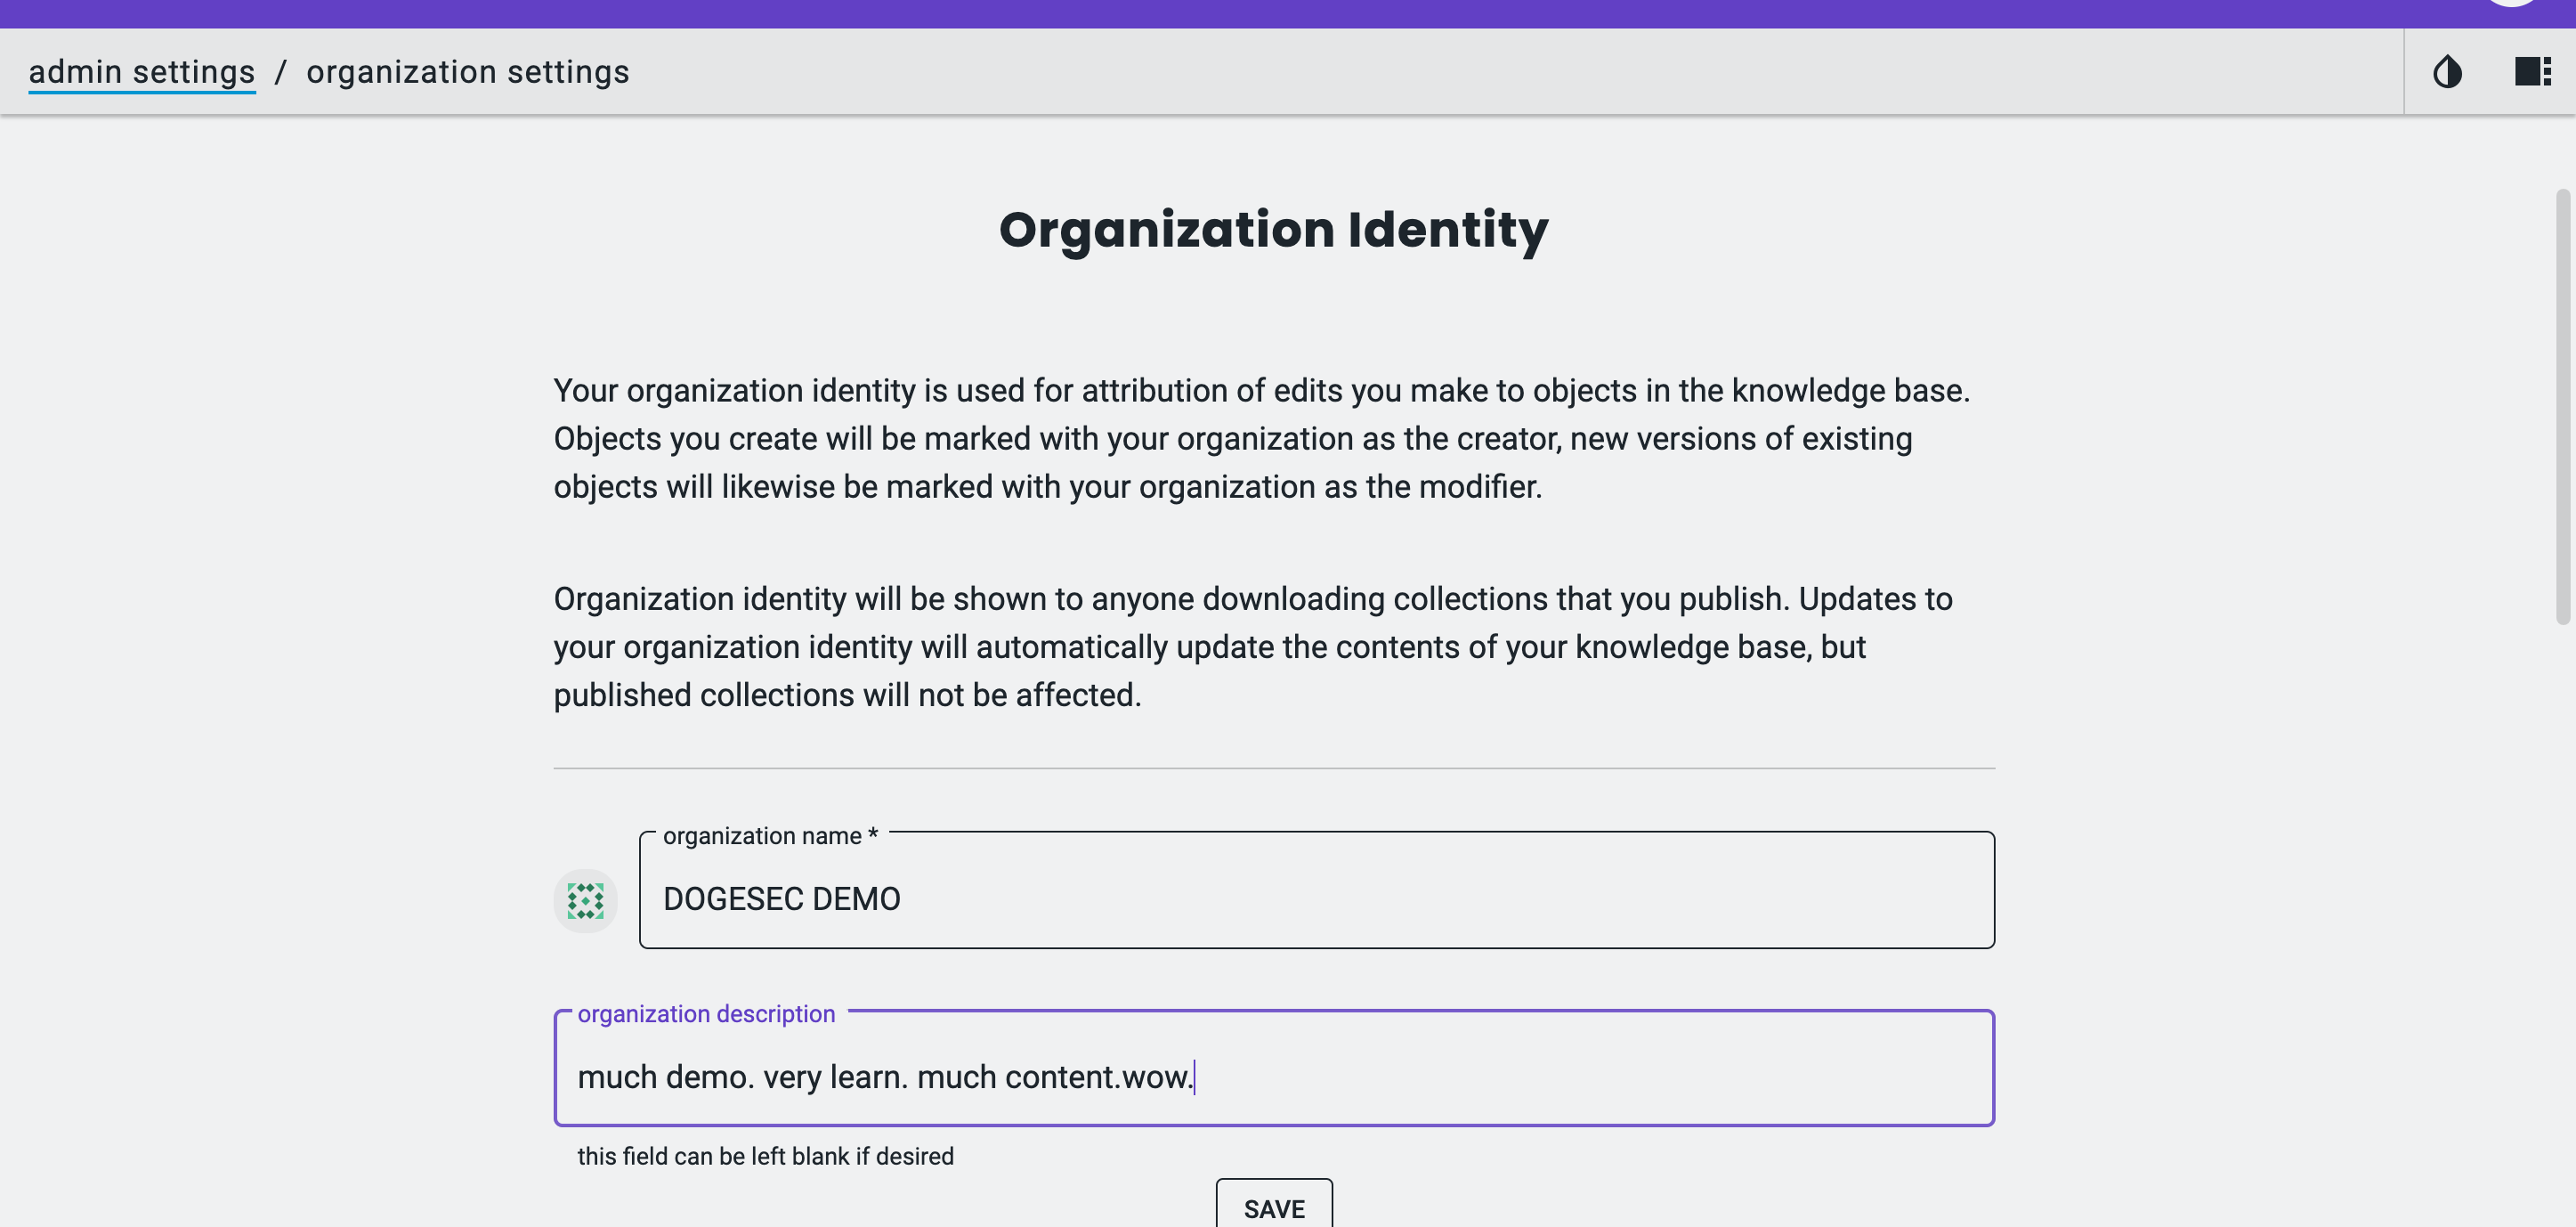 admin settings / organization settings
Organization Identity
Your organization identity is used for attribution of edits you make to objects in the knowledge base.
Objects you create will be marked with your organization as the creator, new versions of existing
objects will likewise be marked with your organization as the modifier.
Organization identity will be shown to anyone downloading collections that you publish. Updates to
your organization identity will automatically update the contents of your knowledge base, but
published collections will not be affected.
organization name *
DOGESEC DEMO
organization description
much demo. very learn. much content.wow.
this field can be left blank if desired
SAVE